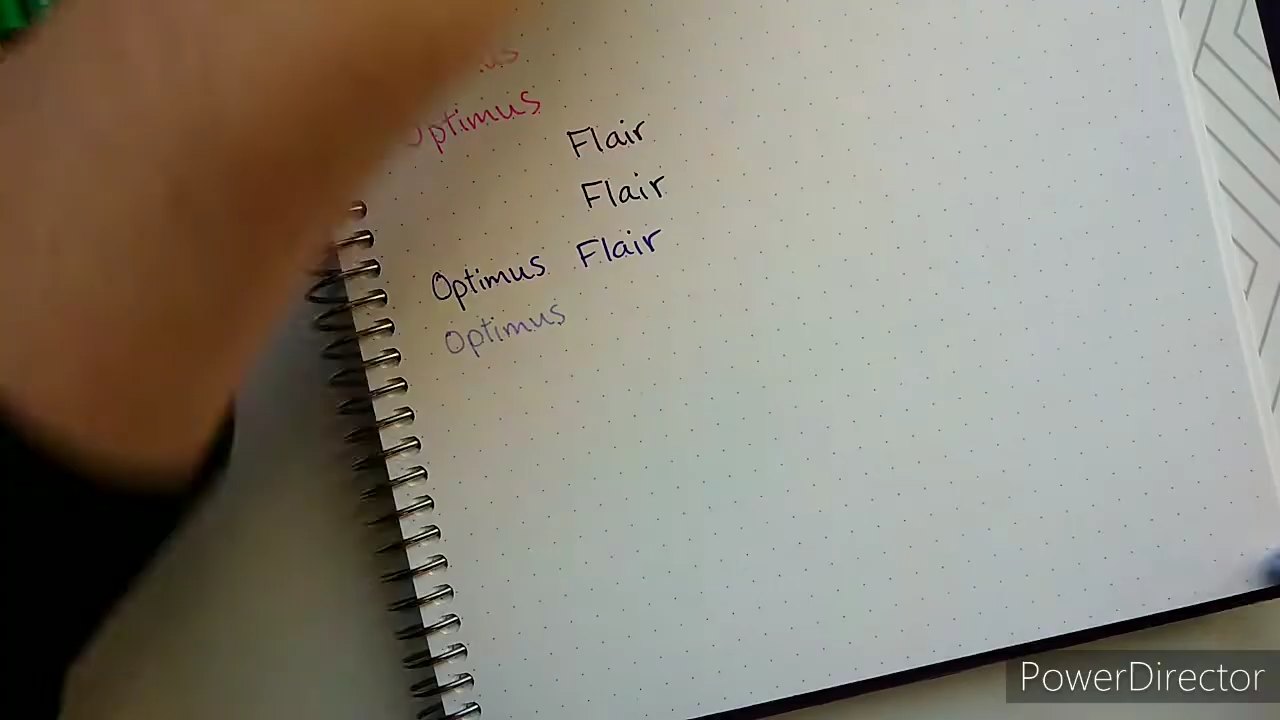 Optimus
Flair
Flair
Optimus Flair
Optimus
PowerDirector